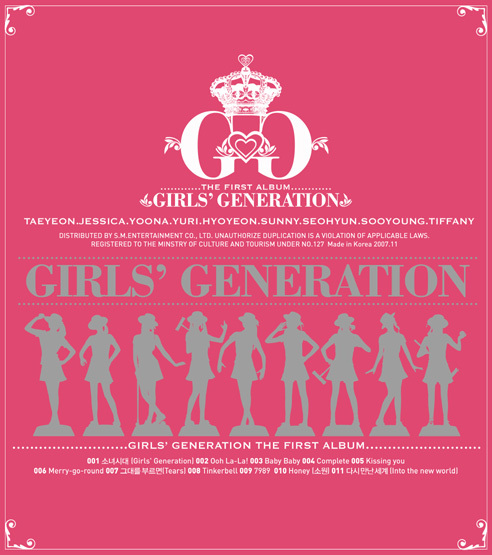 GG
............THE FIRST ALBUM............
GIRLS' GENERATION
TAEYEON.JESSICA.YOONA.YURI.HYOYEON.SUNNY.SEOHYUN.SOOYOUNG.TIFFANY
DISTRIBUTED BY S.M.ENTERTAINMENT CO., LTD. UNAUTHORIZE DUPLICATION IS A VIOLATION OF APPLICABLE LAWS.
REGISTERED TO THE MINSTRY OF CULTURE AND TOURISM UNDER NO.127 Made in Korea 2007.11
GIRLS' GENERATION
GIRLS' GENERATION THE FIRST ALBUM
001 소녀시대 (Girls' Generation) 002 Ooh La-La! 003 Baby Baby 004 Complete 005 Kissing you
006 Merry-go-round 007 그대를 부르면(Tears) 008 Tinkerbell 009 7989 010 Honey (소원) 011 다시 만난 세계 (Into the new world)